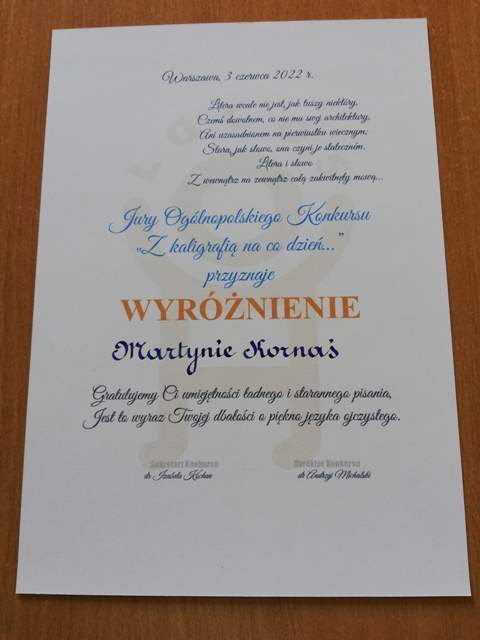 Warszawa, 3 czerwca 2022 r.
Litera wcale nie jest, jak tuszy niektóry,
Czemś dowolnem, co nie ma swej architektury,
Ani uzasadnionem na pierwiastku wiecznym;
Stara, jak słowo, ona czyni je statecznem.
Litera i słowo
Z wewnątrz na zewnątrz całą zakwitnęły mową...
Jury Ogólnopolskiego Konkursu
„Z kaligrafią na co dzień...”
przyznaje
WYRÓŻNIENIE
Martynie Kornaś
Gratulujemy Ci umiejętności ładnego i starannego pisania,
Jest to wyraz Twojej dbałości o piękno języka ojczystego.
Sekretarz Konkursu
Dyrektor Konkursu
dr Izabela Kochan
dr Andrzej Michalski